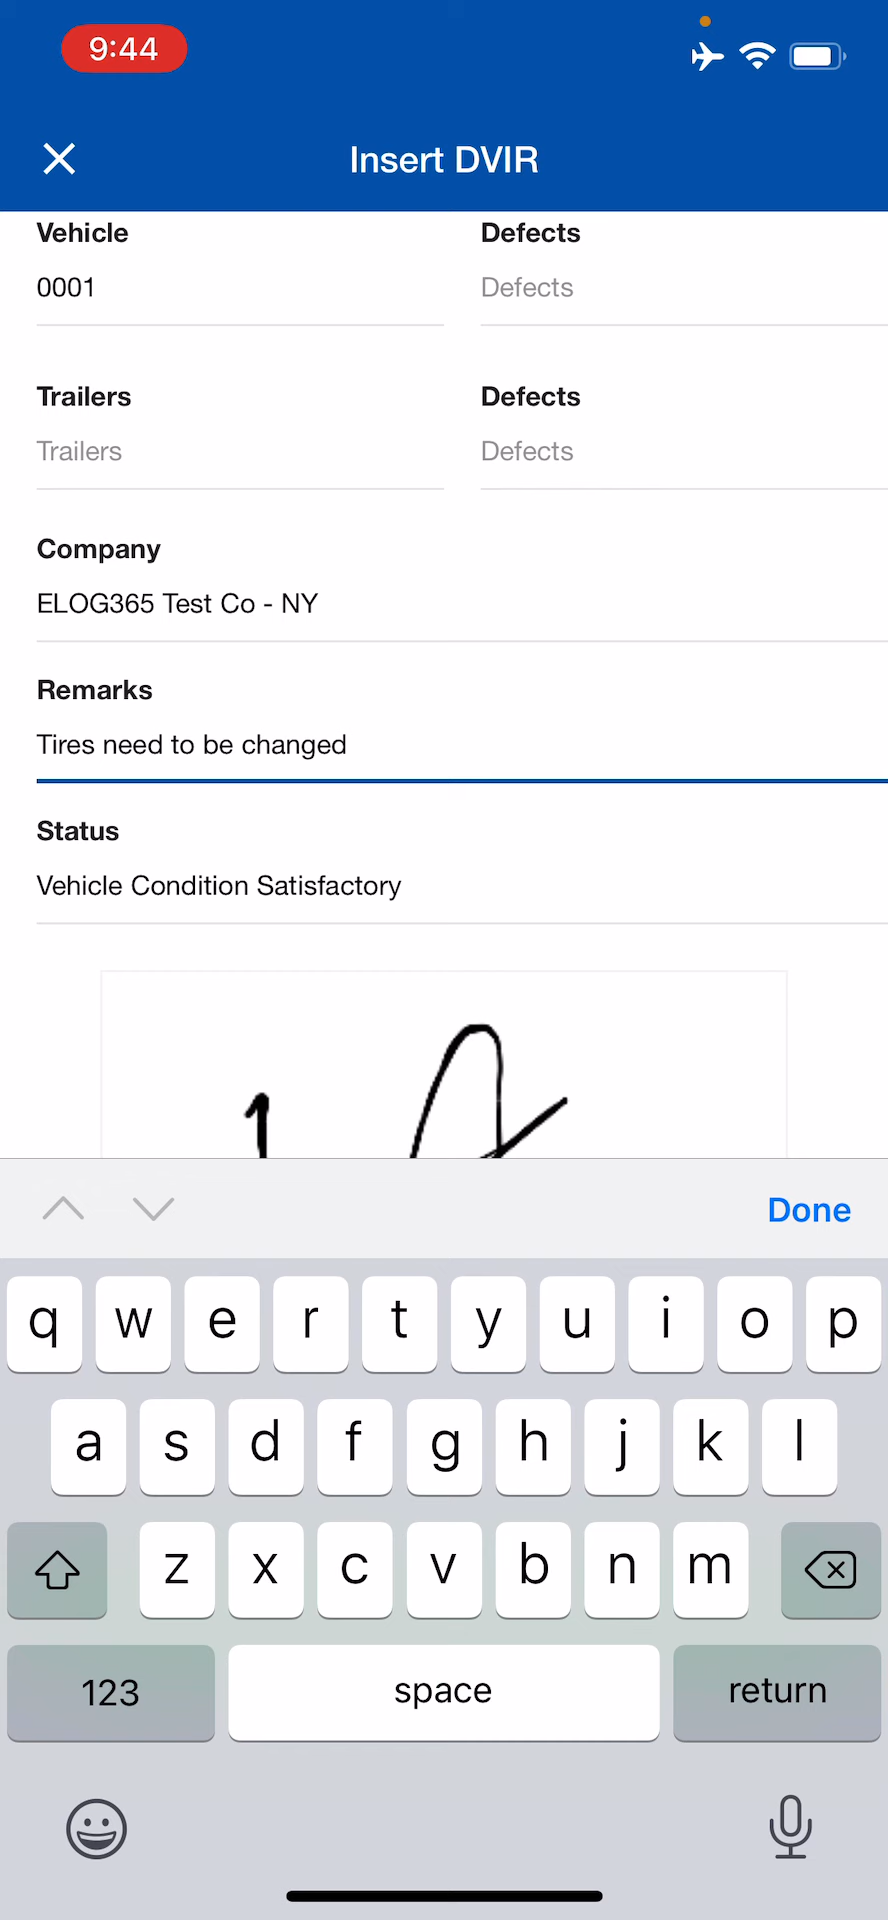 9:44
Insert DVIR
Vehicle
Defects
0001
Defects
Trailers
Defects
Trailers
Defects
Company
ELOG365 Test Co - NY
Remarks
Tires need to be changed
Status
Vehicle Condition Satisfactory
Done
q w e r t y u i o p
a s d f g h j k l
z x c v b n m
123 space return